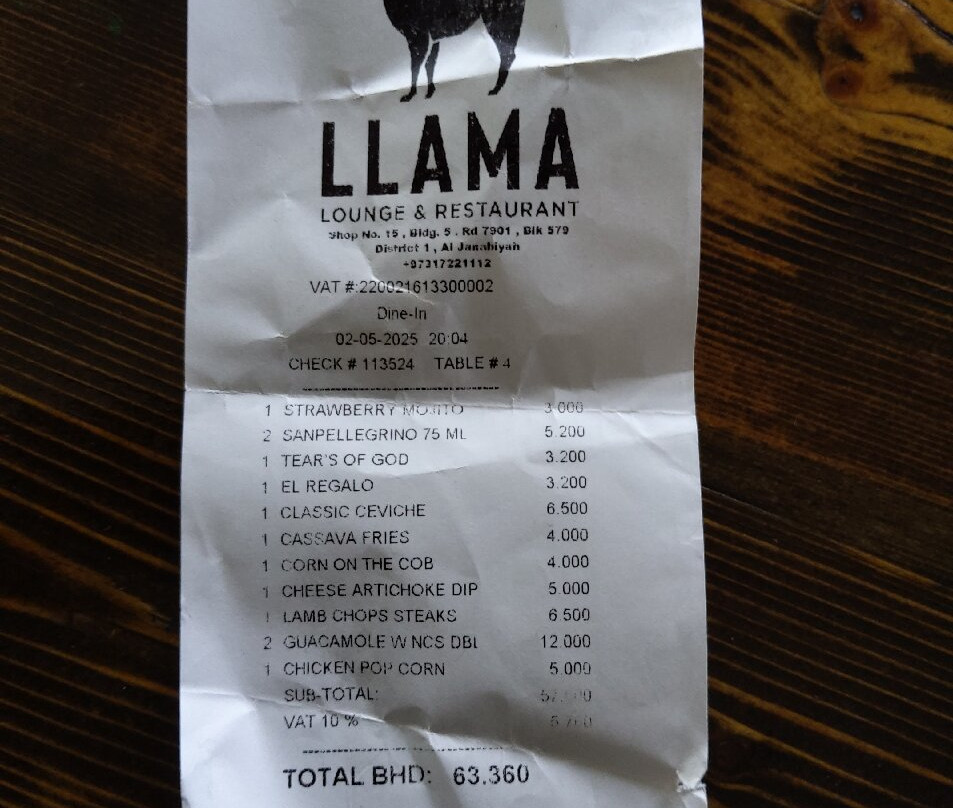 LLAMA
LOUNGE & RESTAURANT
Shop No. 15 , Bldg. 5 . Rd 7901 , Blk 579
District 1 , Al Janabiyah
+97317221112
VAT #:220021613300002
Dine-In
02-05-2025 20:04
CHECK # 113524 TABLE # 4
1 STRAWBERRY MOJITO 3.000
2 SANPELLEGRINO 75 ML 5.200
1 TEAR'S OF GOD 3.200
1 EL REGALO 3.200
1 CLASSIC CEVICHE 6.500
1 CASSAVA FRIES 4.000
1 CORN ON THE COB 4.000
1 CHEESE ARTICHOKE DIP 5.000
1 LAMB CHOPS STEAKS 6.500
2 GUACAMOLE W NCS DBL 12.000
1 CHICKEN POP CORN 5.000
SUB-TOTAL: 57.600
VAT 10 % 5.760
TOTAL BHD: 63.360